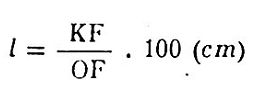 l = KF / OF . 100 (cm)